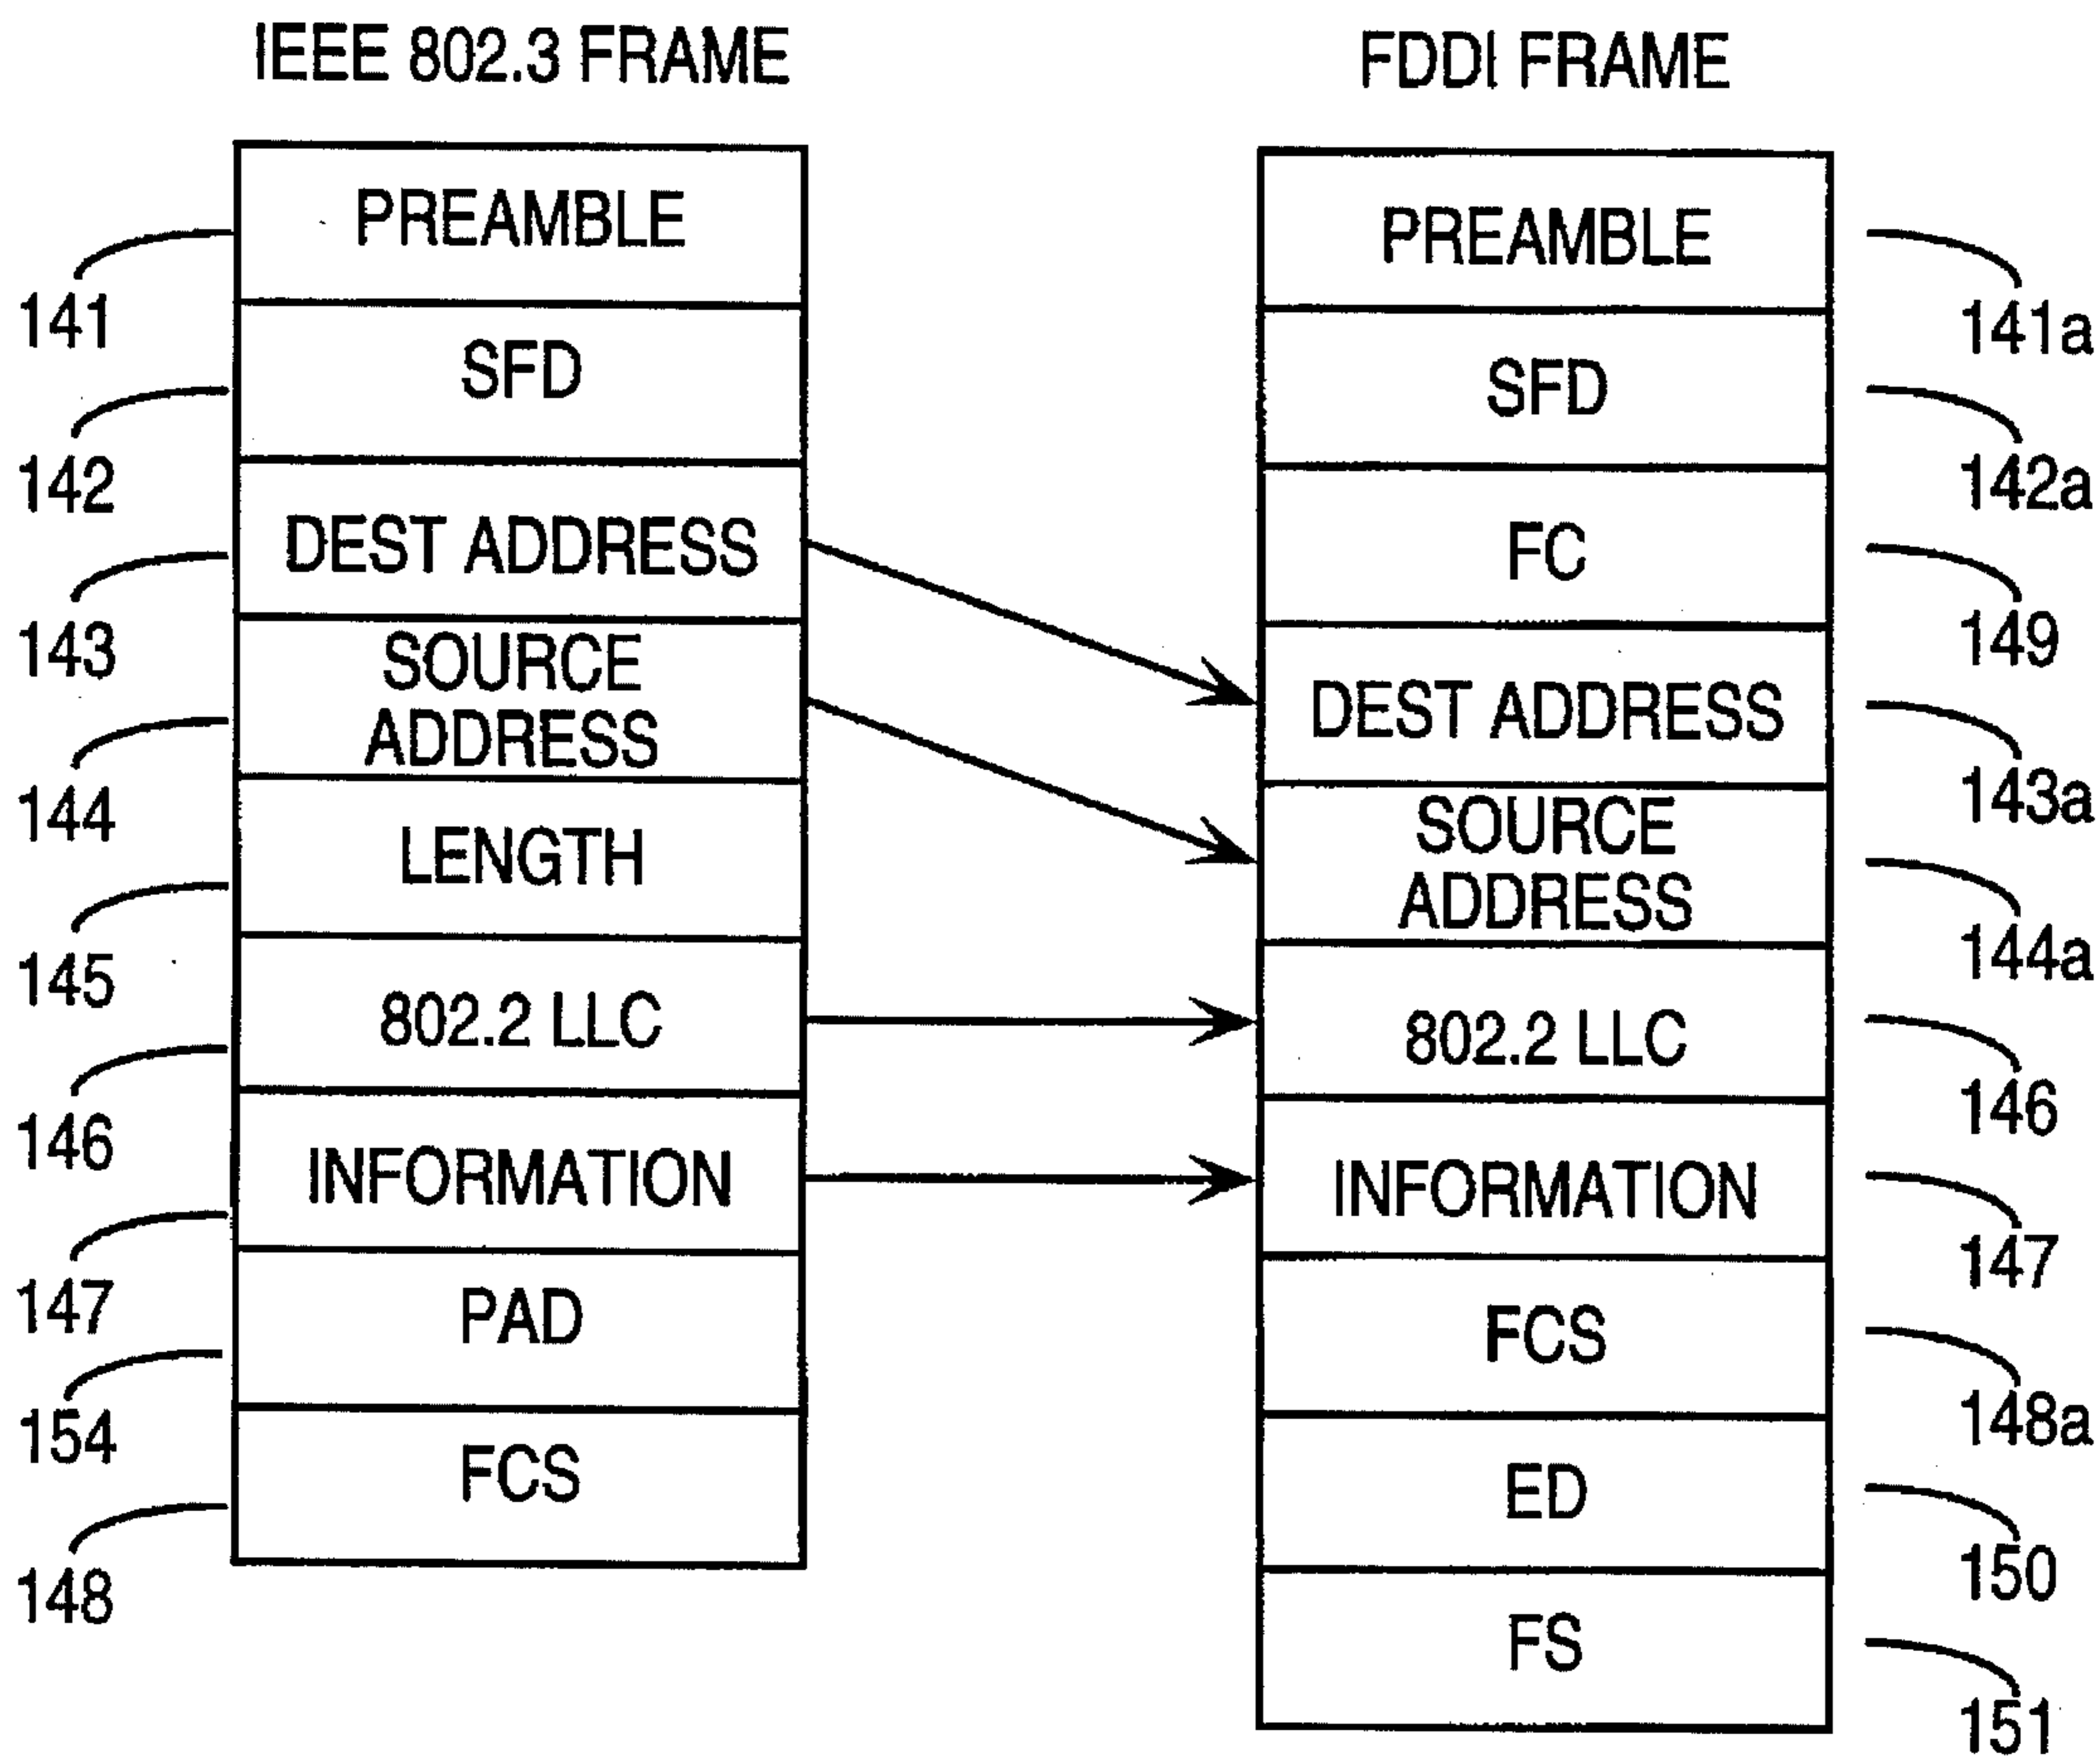 IEEE 802.3 FRAME
PREAMBLE
SFD
DEST ADDRESS
SOURCE
ADDRESS
LENGTH
802.2 LLC
INFORMATION
PAD
FCS
141
142
143
144
145
146
147
154
148
FDDI FRAME
PREAMBLE
SFD
FC
DEST ADDRESS
SOURCE
ADDRESS
802.2 LLC
INFORMATION
FCS
ED
FS
141a
142a
149
143a
144a
146
147
148a
150
151